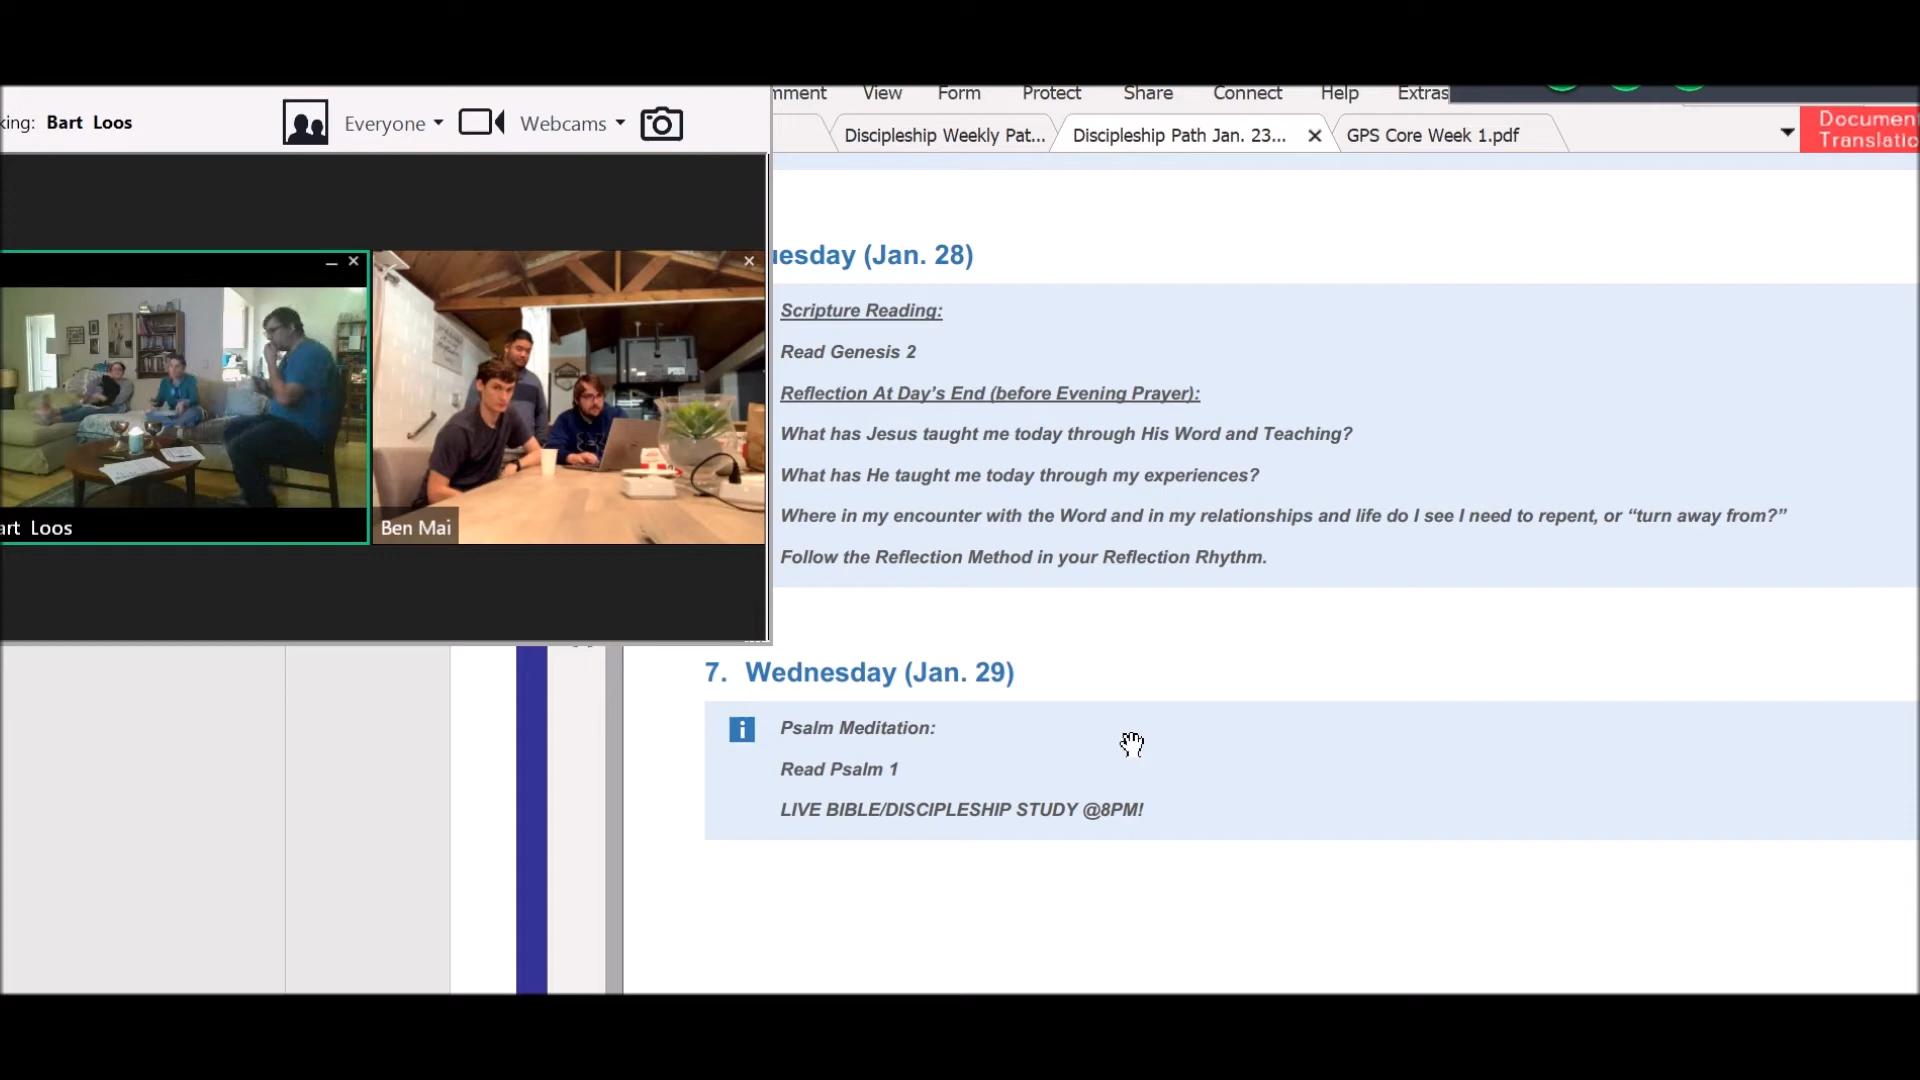 king: Bart Loos
Everyone
Webcams
mment View Form Protect Share Connect Help Extras
Discipleship Weekly Pat...
Discipleship Path Jan. 23...
GPS Core Week 1.pdf
Document
Translatio
art Loos
Ben Mai
uesday (Jan. 28)
Scripture Reading:
Read Genesis 2
Reflection At Day's End (before Evening Prayer):
What has Jesus taught me today through His Word and Teaching?
What has He taught me today through my experiences?
Where in my encounter with the Word and in my relationships and life do I see I need to repent, or “turn away from?”
Follow the Reflection Method in your Reflection Rhythm.
7. Wednesday (Jan. 29)
i
Psalm Meditation:
Read Psalm 1
LIVE BIBLE/DISCIPLESHIP STUDY @8PM!